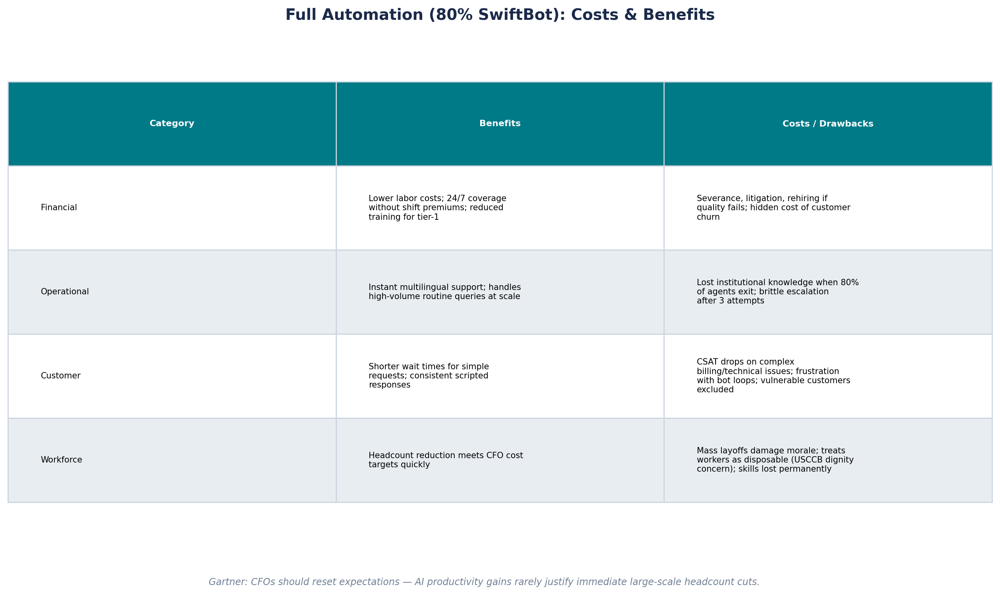 Full Automation (80% SwiftBot): Costs & Benefits
Category
Benefits
Costs / Drawbacks
Financial
Lower labor costs; 24/7 coverage
without shift premiums; reduced
training for tier-1
Severance, litigation, rehiring if
quality fails; hidden cost of customer
churn
Operational
Instant multilingual support; handles
high-volume routine queries at scale
Lost institutional knowledge when 80%
of agents exit; brittle escalation
after 3 attempts
Customer
Shorter wait times for simple
requests; consistent scripted
responses
CSAT drops on complex
billing/technical issues; frustration
with bot loops; vulnerable customers
excluded
Workforce
Headcount reduction meets CFO cost
targets quickly
Mass layoffs damage morale; treats
workers as disposable (USCCB dignity
concern); skills lost permanently
Gartner: CFOs should reset expectations — AI productivity gains rarely justify immediate large-scale headcount cuts.